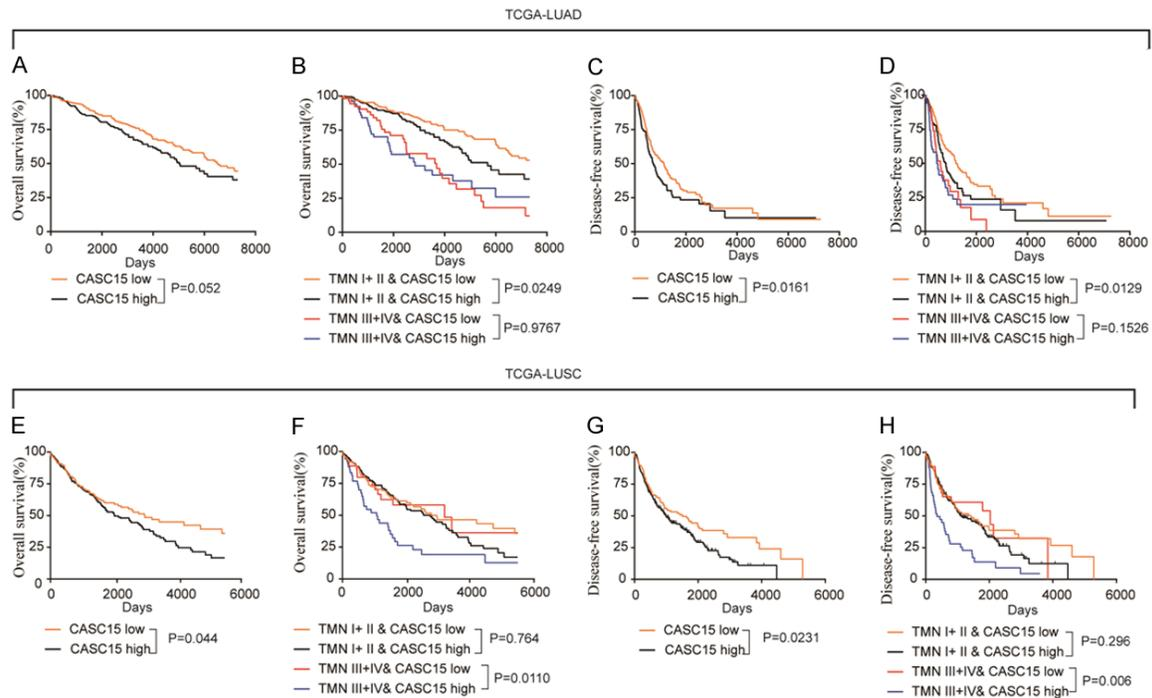 TCGA-LUAD
A
Overall survival(%)
100
75
50
25
0
0 2000 4000 6000 8000
Days
CASC15 low
CASC15 high
P=0.052
B
Overall survival(%)
100
75
50
25
0
0 2000 4000 6000 8000
Days
TMN I+ II & CASC15 low
TMN I+ II & CASC15 high
P=0.0249
TMN III+IV& CASC15 low
TMN III+IV& CASC15 high
P=0.9767
C
Disease-free survival(%)
100
75
50
25
0
0 2000 4000 6000 8000
Days
CASC15 low
CASC15 high
P=0.0161
D
Disease-free survival(%)
100
75
50
25
0
0 2000 4000 6000 8000
Days
TMN I+ II & CASC15 low
TMN I+ II & CASC15 high
P=0.0129
TMN III+IV& CASC15 low
TMN III+IV& CASC15 high
P=0.1526
TCGA-LUSC
E
Overall survival(%)
100
75
50
25
0
0 2000 4000 6000
Days
CASC15 low
CASC15 high
P=0.044
F
Overall survival(%)
100
75
50
25
0
0 2000 4000 6000
Days
TMN I+ II & CASC15 low
TMN I+ II & CASC15 high
P=0.764
TMN III+IV& CASC15 low
TMN III+IV& CASC15 high
P=0.0110
G
Disease-free survival(%)
100
75
50
25
0
0 2000 4000 6000
Days
CASC15 low
CASC15 high
P=0.0231
H
Disease-free survival(%)
100
75
50
25
0
0 2000 4000 6000
Days
TMN I+ II & CASC15 low
TMN I+ II & CASC15 high
P=0.296
TMN III+IV& CASC15 low
TMN III+IV& CASC15 high
P=0.006